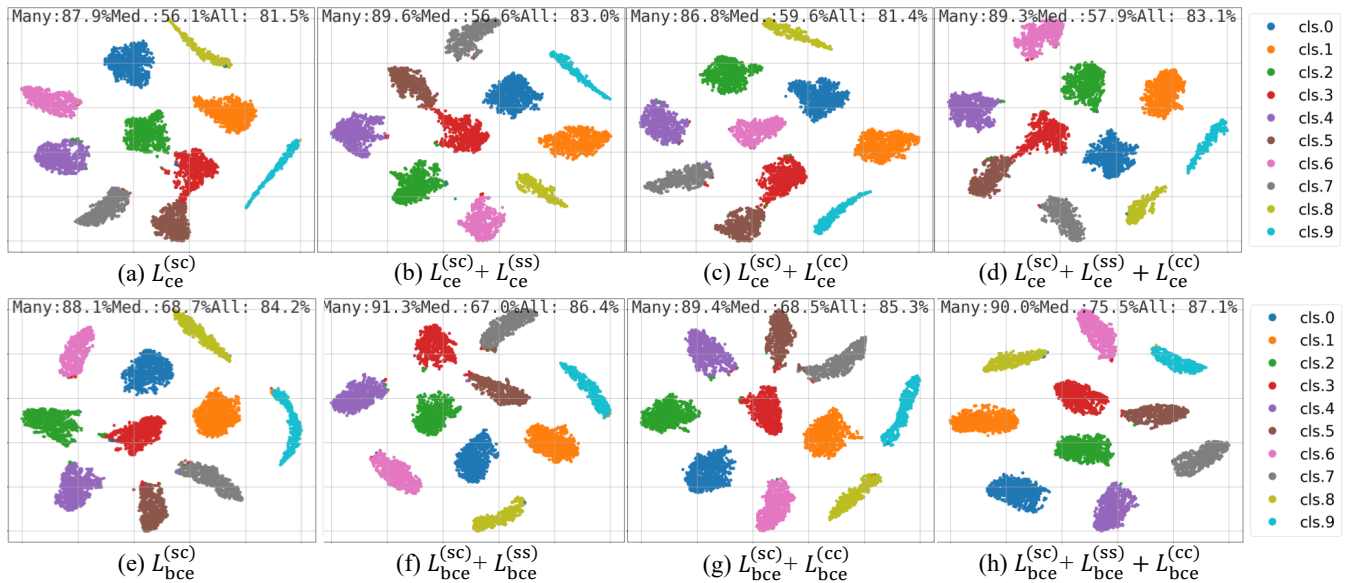 Many:87.9%Med.:56.1%All: 81.5%
Many:89.6%Med.:56.6%All: 83.0%
Many:86.8%Med.:59.6%All: 81.4%
Many:89.3%Med.:57.9%All: 83.1%
cls.0
cls.1
cls.2
cls.3
cls.4
cls.5
cls.6
cls.7
cls.8
cls.9
(a) L_ce^(sc)
(b) L_ce^(sc) + L_ce^(ss)
(c) L_ce^(sc) + L_ce^(cc)
(d) L_ce^(sc) + L_ce^(ss) + L_ce^(cc)
Many:88.1%Med.:68.7%All: 84.2%
Many:91.3%Med.:67.0%All: 86.4%
Many:89.4%Med.:68.5%All: 85.3%
Many:90.0%Med.:75.5%All: 87.1%
cls.0
cls.1
cls.2
cls.3
cls.4
cls.5
cls.6
cls.7
cls.8
cls.9
(e) L_bce^(sc)
(f) L_bce^(sc) + L_bce^(ss)
(g) L_bce^(sc) + L_bce^(cc)
(h) L_bce^(sc) + L_bce^(ss) + L_bce^(cc)